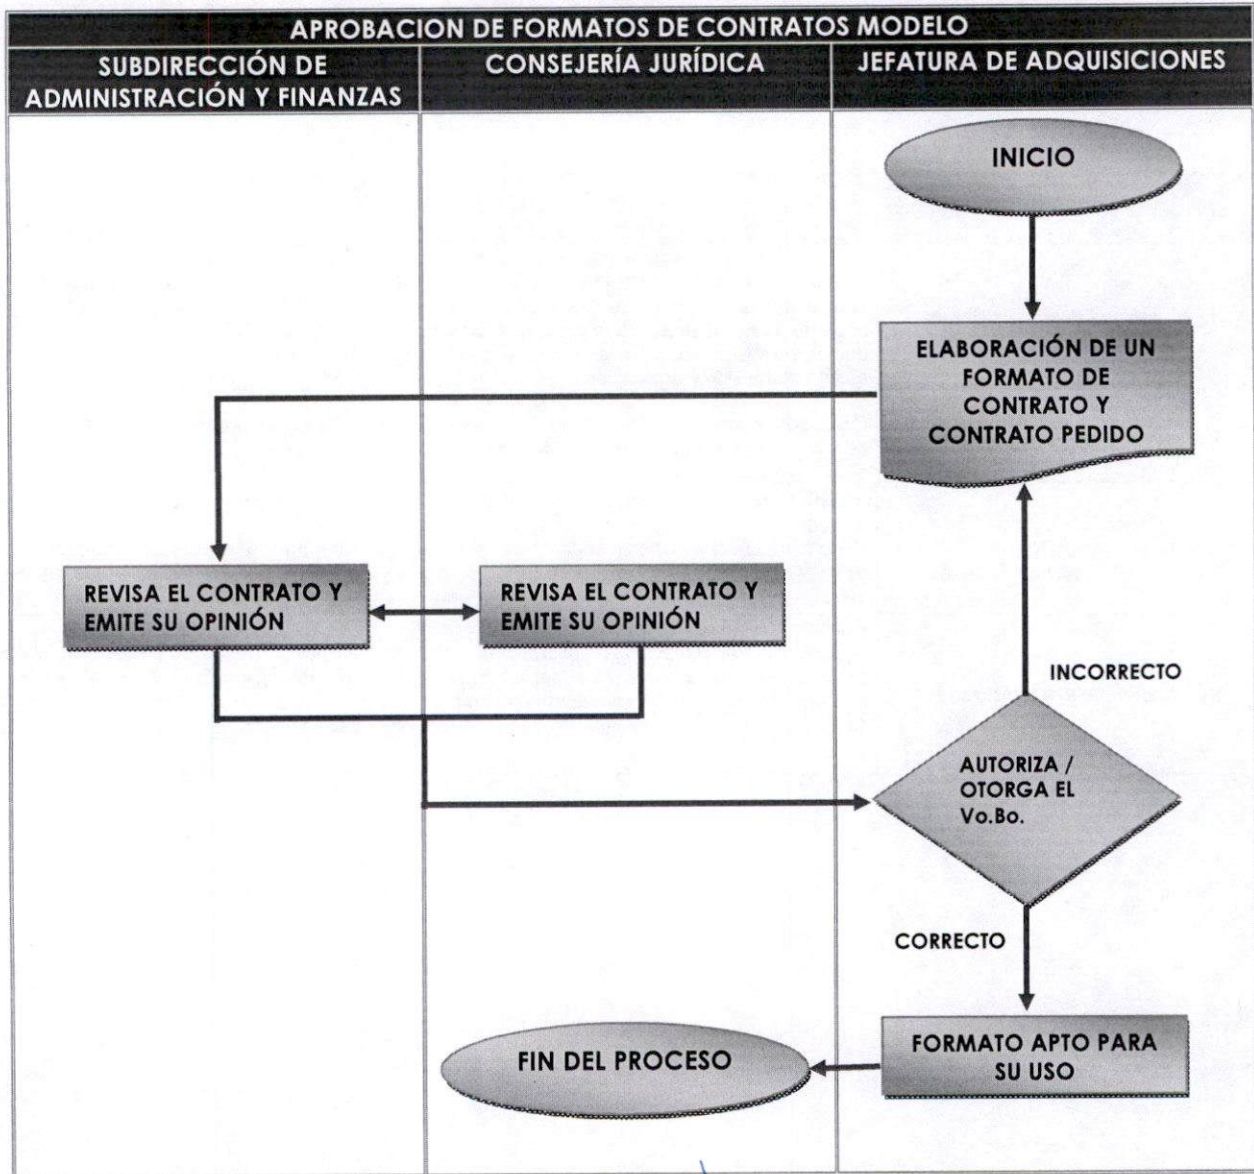 APROBACION DE FORMATOS DE CONTRATOS MODELO
SUBDIRECCIÓN DE
ADMINISTRACIÓN Y FINANZAS
CONSEJERÍA JURÍDICA
JEFATURA DE ADQUISICIONES
INICIO
ELABORACIÓN DE UN
FORMATO DE
CONTRATO Y
CONTRATO PEDIDO
REVISA EL CONTRATO Y
EMITE SU OPINIÓN
REVISA EL CONTRATO Y
EMITE SU OPINIÓN
INCORRECTO
AUTORIZA /
OTORGA EL
Vo.Bo.
CORRECTO
FORMATO APTO PARA
SU USO
FIN DEL PROCESO